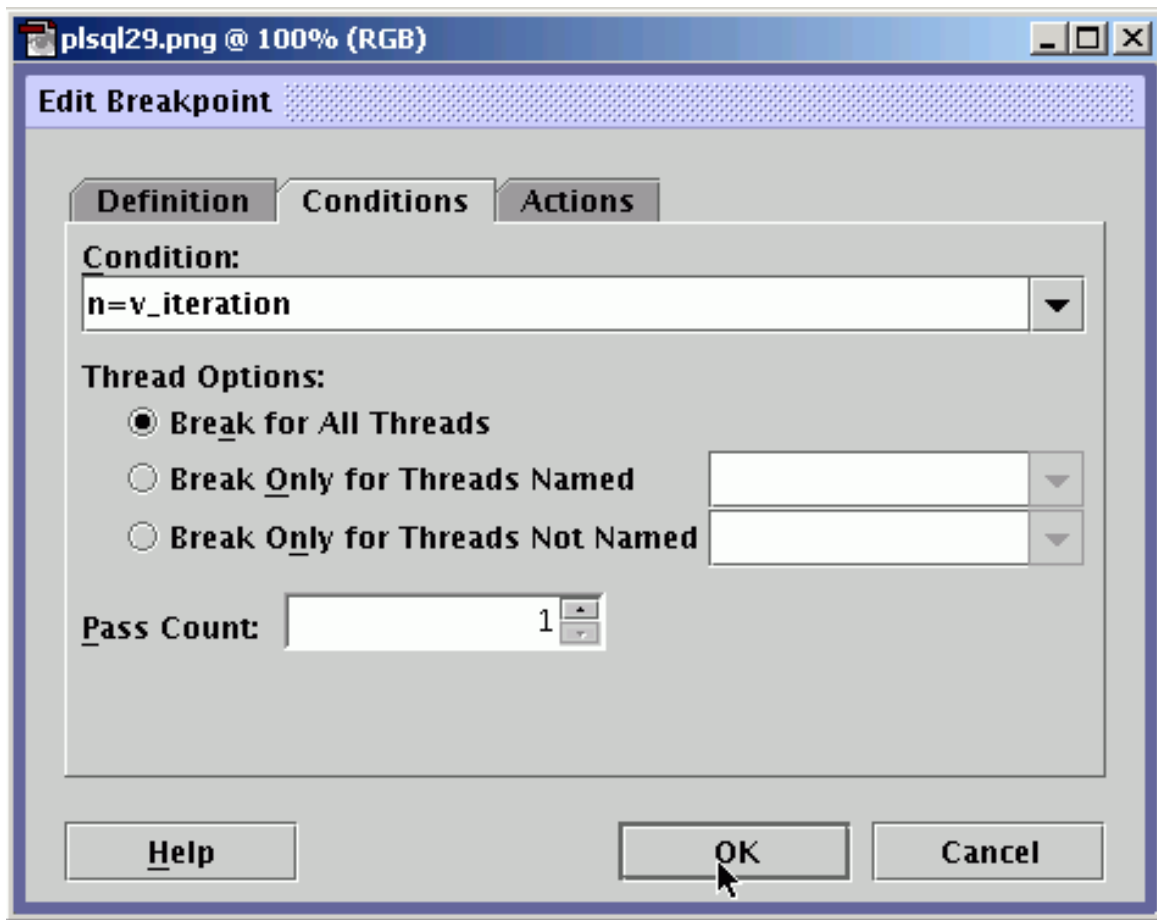 plsql29.png @ 100% (RGB)
Edit Breakpoint
Definition Conditions Actions
Condition:
n=v_iteration
Thread Options:
Break for All Threads
Break Only for Threads Named
Break Only for Threads Not Named
Pass Count: 1
Help OK Cancel